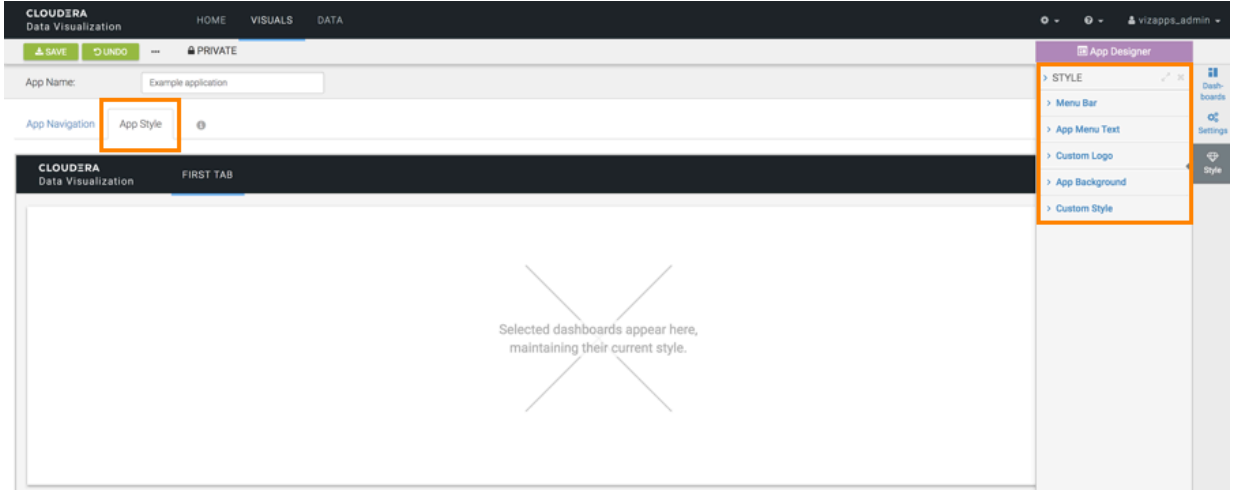 CLOUDERA
Data Visualization
HOME VISUALS DATA
vizapps_admin
SAVE UNDO ... PRIVATE
App Designer
App Name: Example application
STYLE
Dash-
boards
Menu Bar
App Navigation App Style
App Menu Text
Settings
Custom Logo
Style
CLOUDERA
Data Visualization
FIRST TAB
App Background
Custom Style
Selected dashboards appear here,
maintaining their current style.